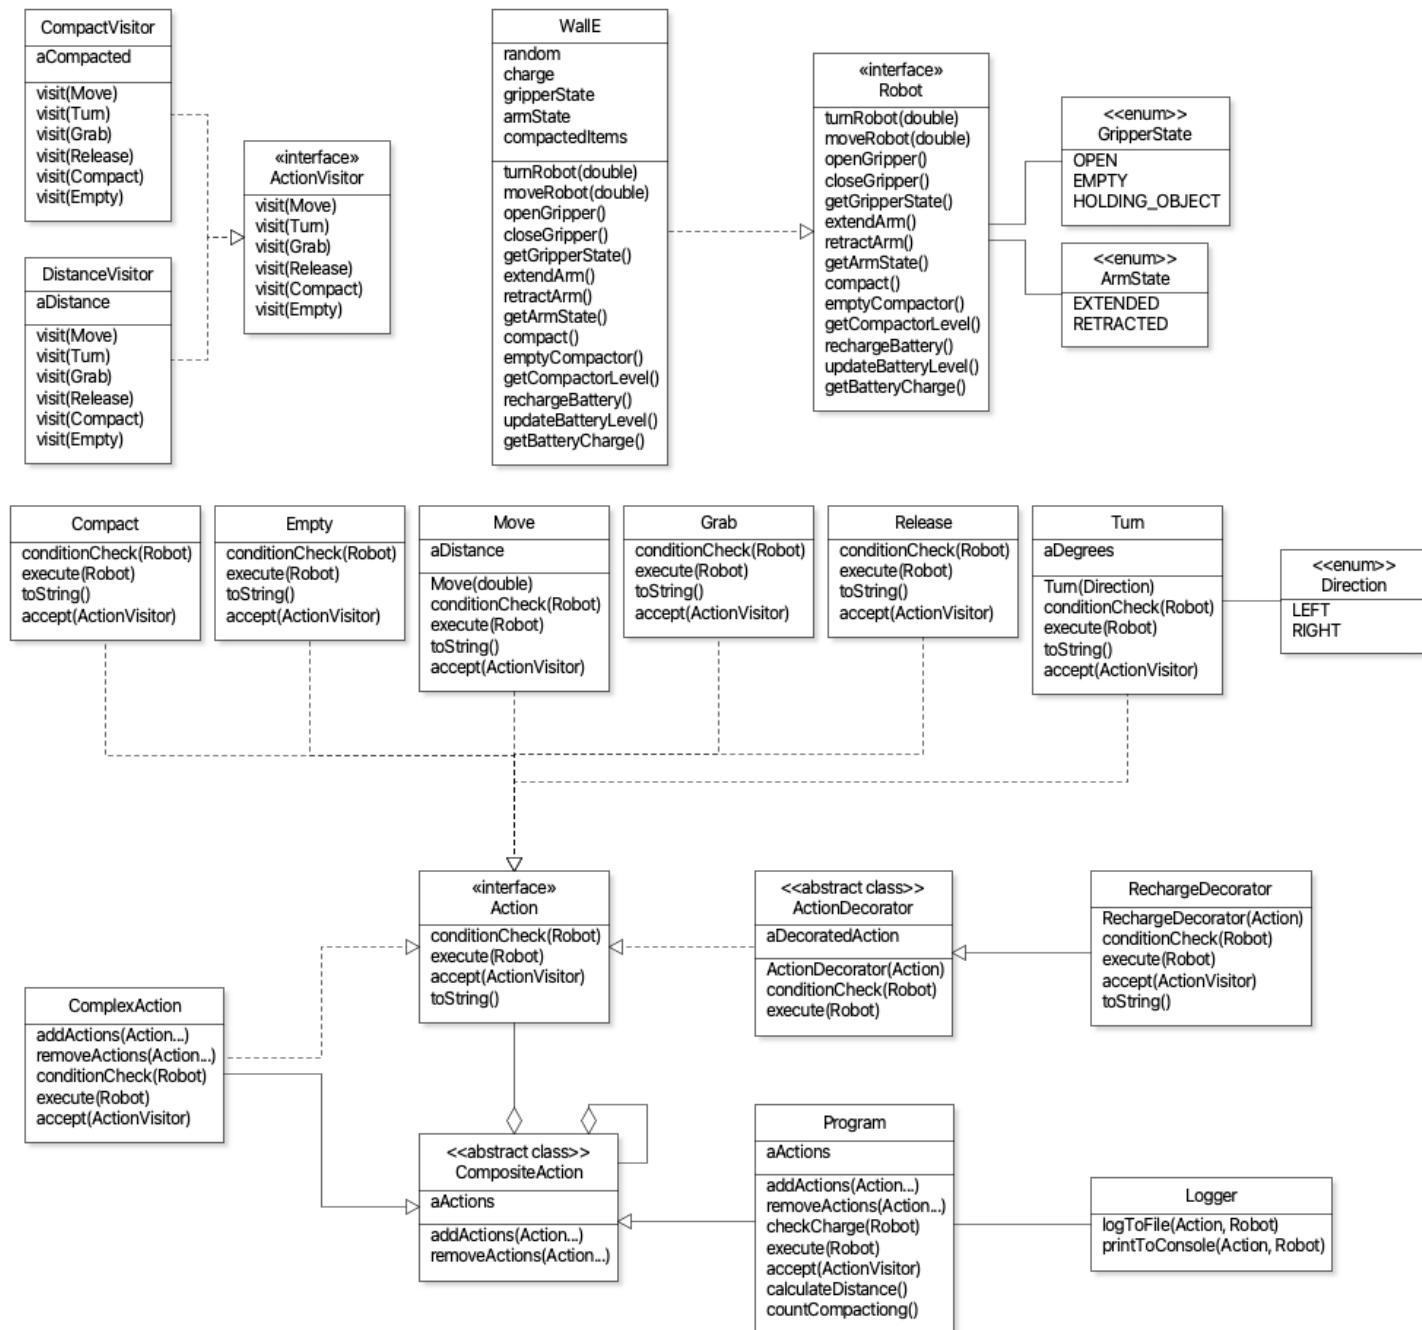 CompactVisitor
aCompacted
visit(Move)
visit(Turn)
visit(Grab)
visit(Release)
visit(Compact)
visit(Empty)
DistanceVisitor
aDistance
visit(Move)
visit(Turn)
visit(Grab)
visit(Release)
visit(Compact)
visit(Empty)
«interface»
ActionVisitor
visit(Move)
visit(Turn)
visit(Grab)
visit(Release)
visit(Compact)
visit(Empty)
WallE
random
charge
gripperState
armState
compactedItems
turnRobot(double)
moveRobot(double)
openGripper()
closeGripper()
getGripperState()
extendArm()
retractArm()
getArmState()
compact()
emptyCompactor()
getCompactorLevel()
rechargeBattery()
updateBatteryLevel()
getBatteryCharge()
«interface»
Robot
turnRobot(double)
moveRobot(double)
openGripper()
closeGripper()
getGripperState()
extendArm()
retractArm()
getArmState()
compact()
emptyCompactor()
getCompactorLevel()
rechargeBattery()
updateBatteryLevel()
getBatteryCharge()
<<enum>>
GripperState
OPEN
EMPTY
HOLDING_OBJECT
<<enum>>
ArmState
EXTENDED
RETRACTED
Compact
conditionCheck(Robot)
execute(Robot)
toString()
accept(ActionVisitor)
Empty
conditionCheck(Robot)
execute(Robot)
toString()
accept(ActionVisitor)
Move
aDistance
Move(double)
conditionCheck(Robot)
execute(Robot)
toString()
accept(ActionVisitor)
Grab
conditionCheck(Robot)
execute(Robot)
toString()
accept(ActionVisitor)
Release
conditionCheck(Robot)
execute(Robot)
toString()
accept(ActionVisitor)
Turn
aDegrees
Turn(Direction)
conditionCheck(Robot)
execute(Robot)
toString()
accept(ActionVisitor)
<<enum>>
Direction
LEFT
RIGHT
«interface»
Action
conditionCheck(Robot)
execute(Robot)
accept(ActionVisitor)
toString()
<<abstract class>>
ActionDecorator
aDecoratedAction
ActionDecorator(Action)
conditionCheck(Robot)
execute(Robot)
RechargeDecorator
RechargeDecorator(Action)
conditionCheck(Robot)
execute(Robot)
accept(ActionVisitor)
toString()
ComplexAction
addActions(Action...)
removeActions(Action...)
conditionCheck(Robot)
execute(Robot)
accept(ActionVisitor)
<<abstract class>>
CompositeAction
aActions
addActions(Action...)
removeActions(Action...)
Program
aActions
addActions(Action...)
removeActions(Action...)
checkCharge(Robot)
execute(Robot)
accept(ActionVisitor)
calculateDistance()
countCompactiong()
Logger
logToFile(Action, Robot)
printToConsole(Action, Robot)